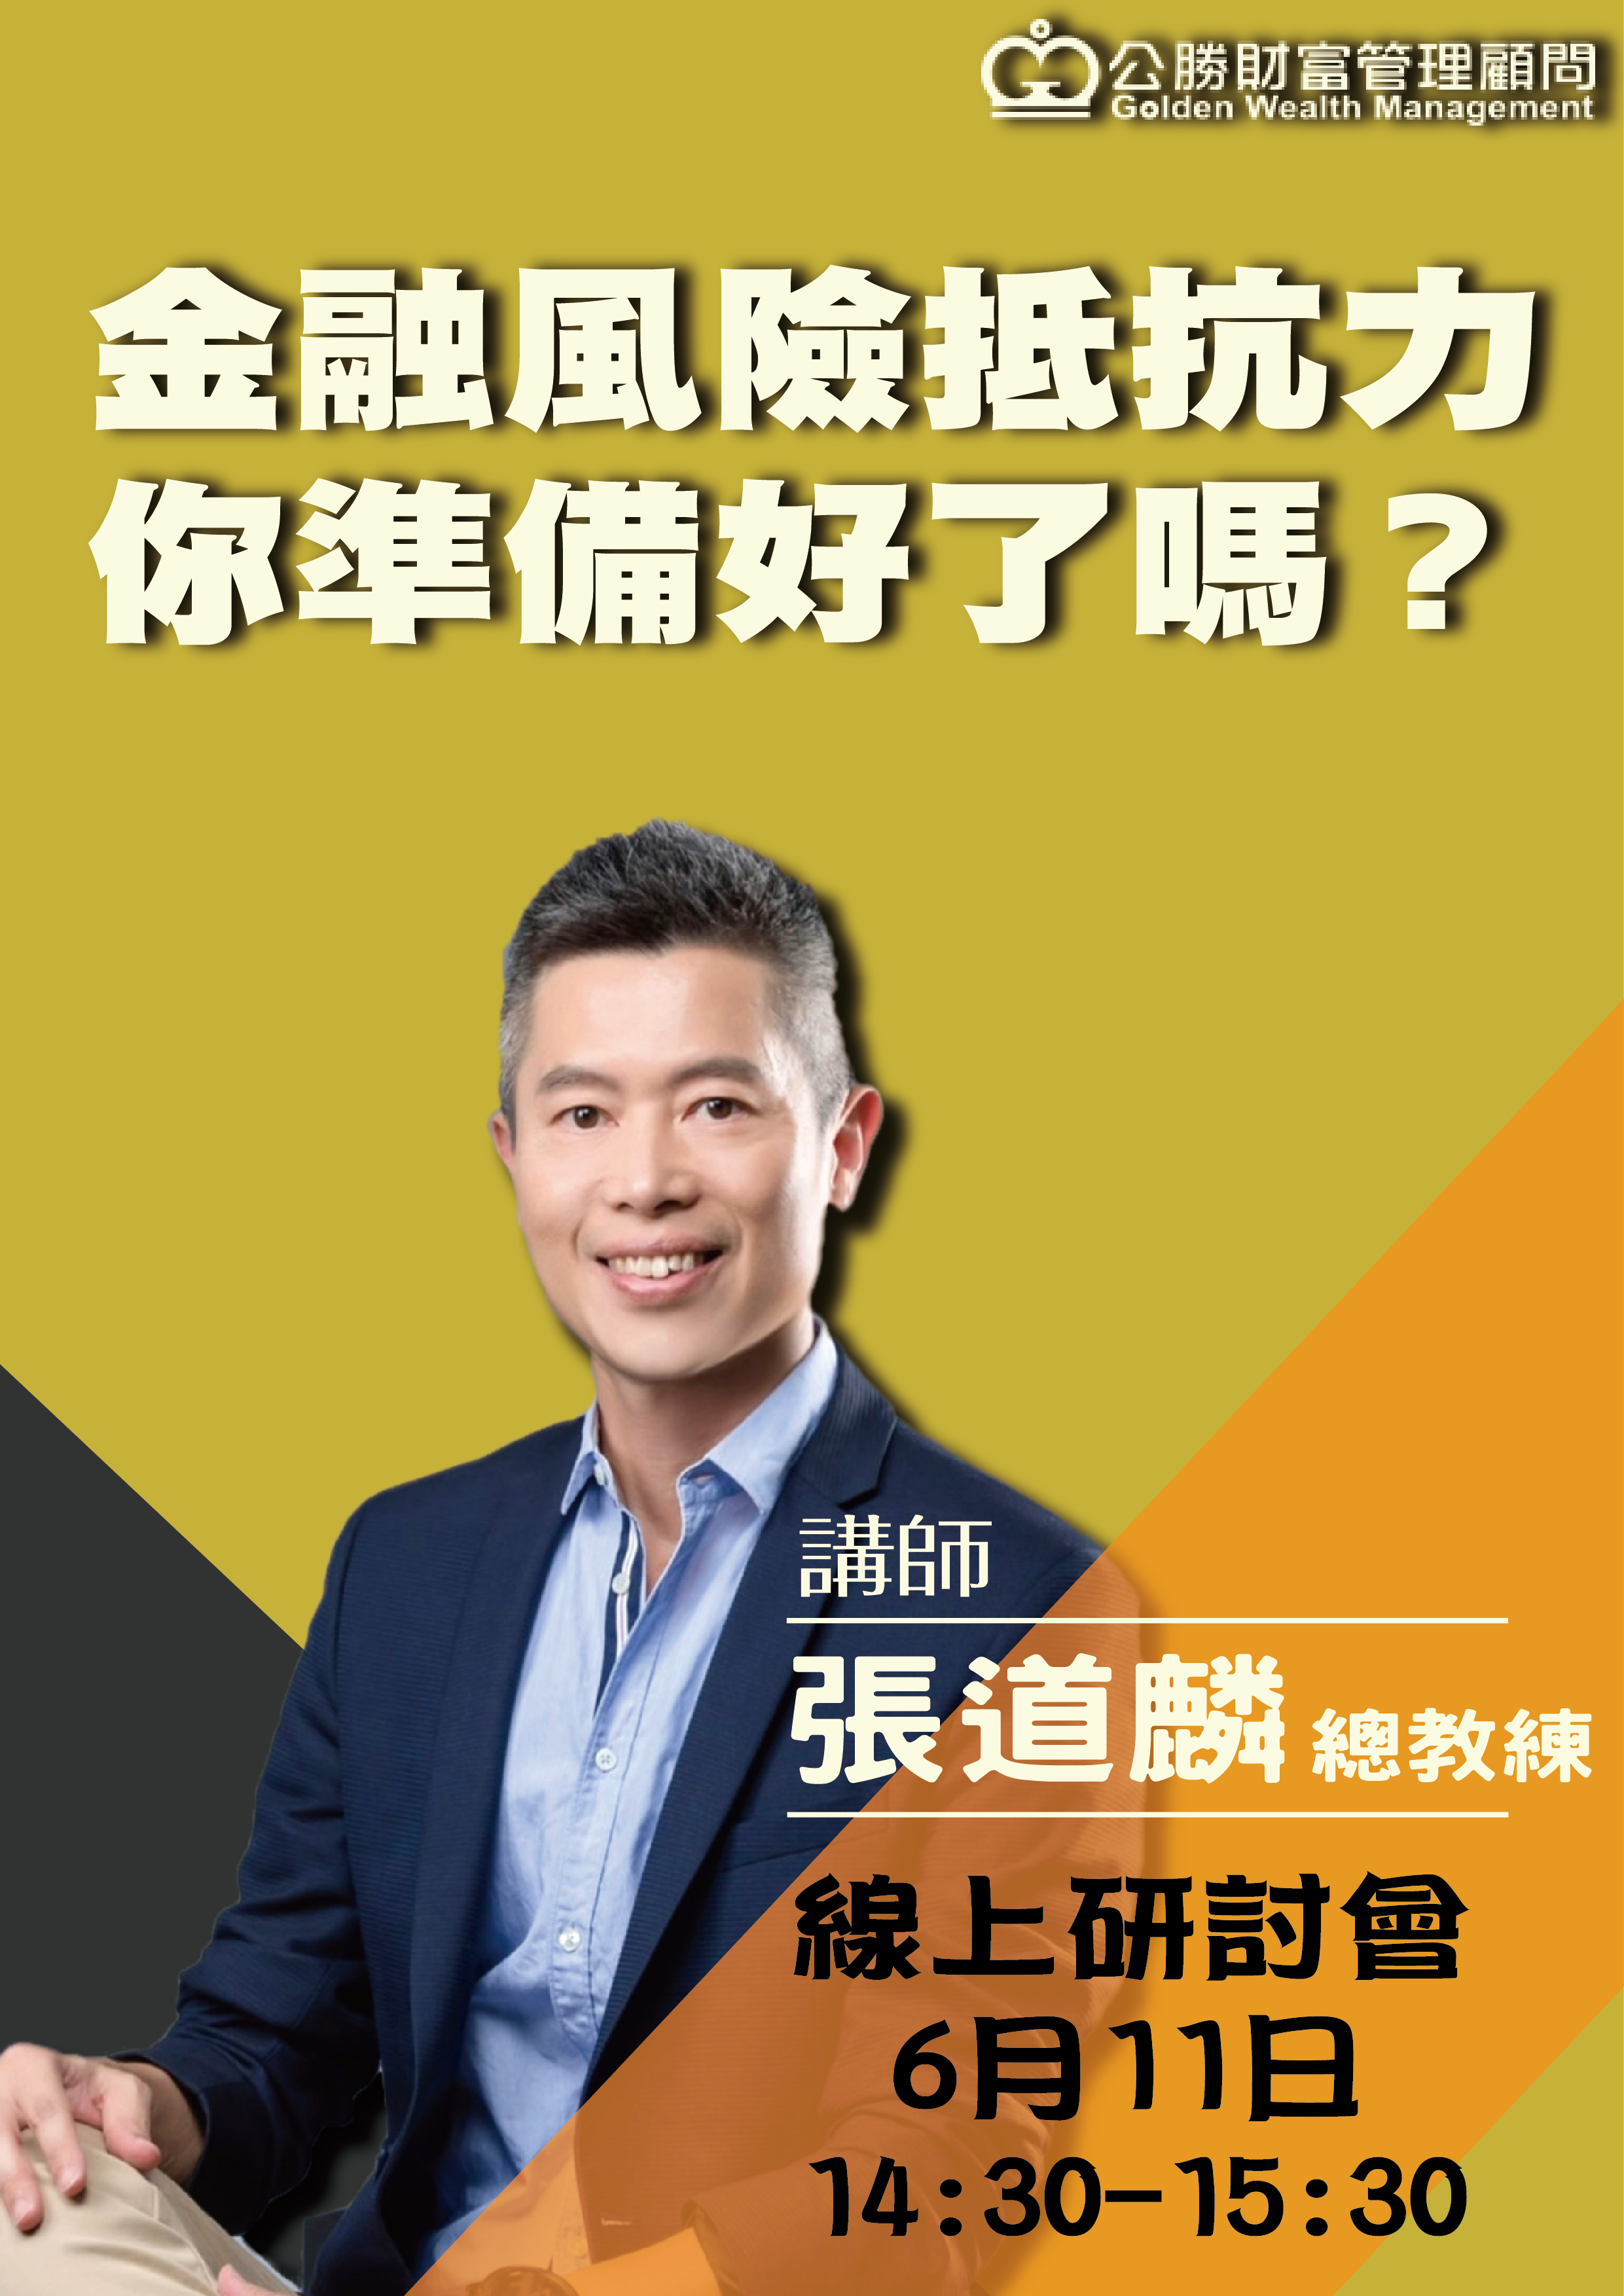 公勝財富管理顧問
Golden Wealth Management
金融風險抵抗力
你準備好了嗎？
講師
張道麟 總教練
線上研討會
6月11日
14:30-15:30